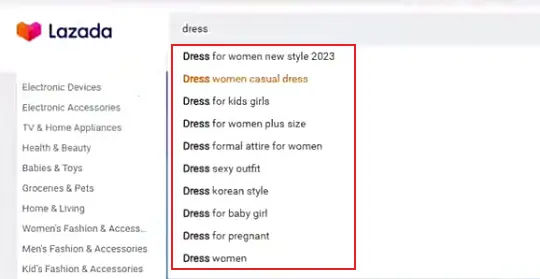 Lazada
dress
Dress for women new style 2023
Dress women casual dress
Dress for kids girls
Dress for women plus size
Dress formal attire for women
Dress sexy outfit
Dress korean style
Dress for baby girl
Dress for pregnant
Dress women
Electronic Devices
Electronic Accessories
TV & Home Appliances
Health & Beauty
Babies & Toys
Groceries & Pets
Home & Living
Women's Fashion & Access...
Men's Fashion & Accessories
Kid's Fashion & Accessories